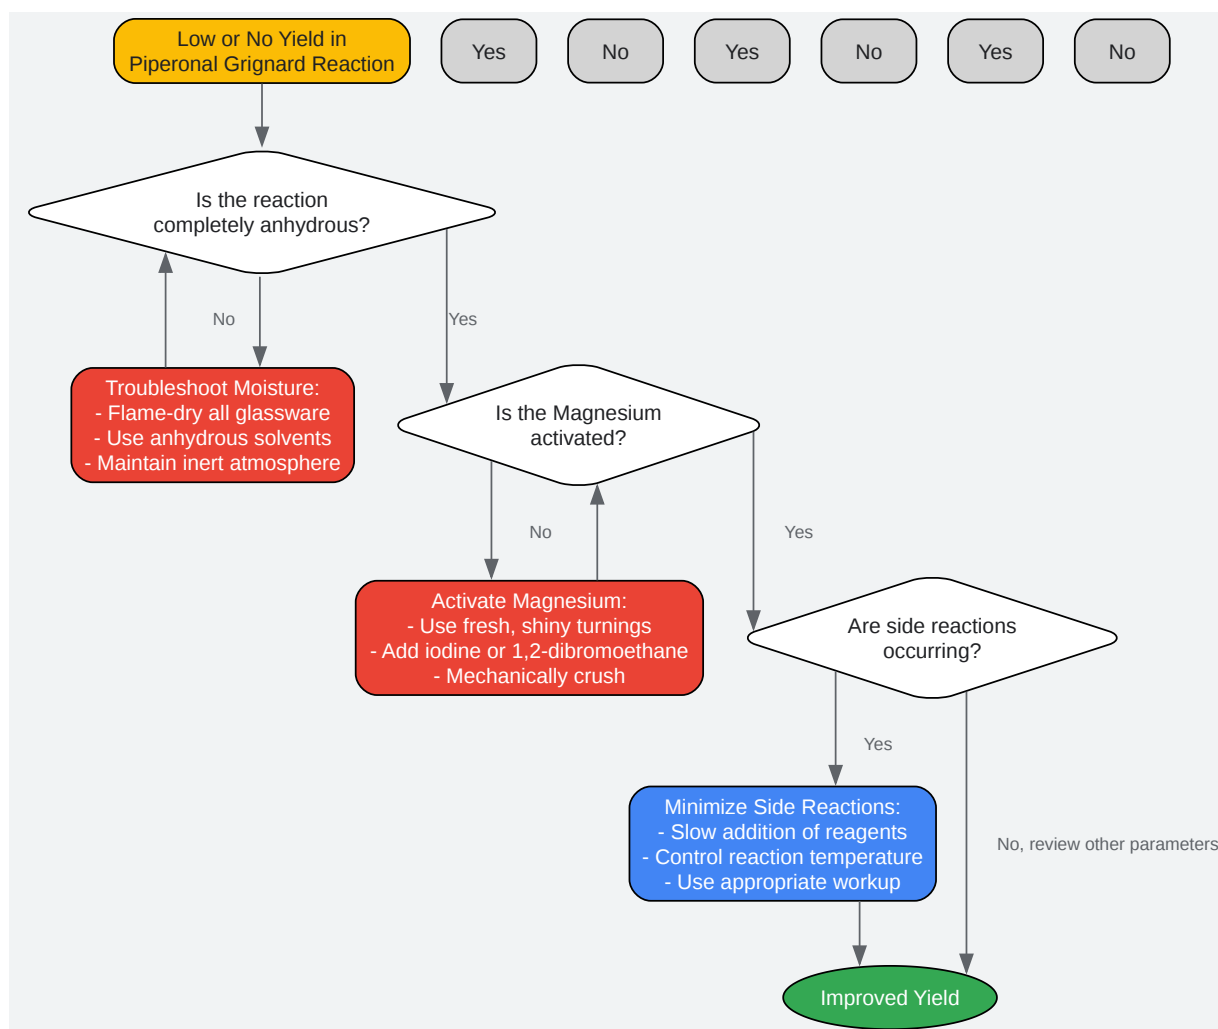 Low or No Yield in
Piperonal Grignard Reaction
Yes
No
Yes
No
Yes
No
Is the reaction
completely anhydrous?
No
Yes
Troubleshoot Moisture:
- Flame-dry all glassware
- Use anhydrous solvents
- Maintain inert atmosphere
Is the Magnesium
activated?
No
Yes
Activate Magnesium:
- Use fresh, shiny turnings
- Add iodine or 1,2-dibromoethane
- Mechanically crush
Are side reactions
occurring?
Yes
Minimize Side Reactions:
- Slow addition of reagents
- Control reaction temperature
- Use appropriate workup
No, review other parameters
Improved Yield